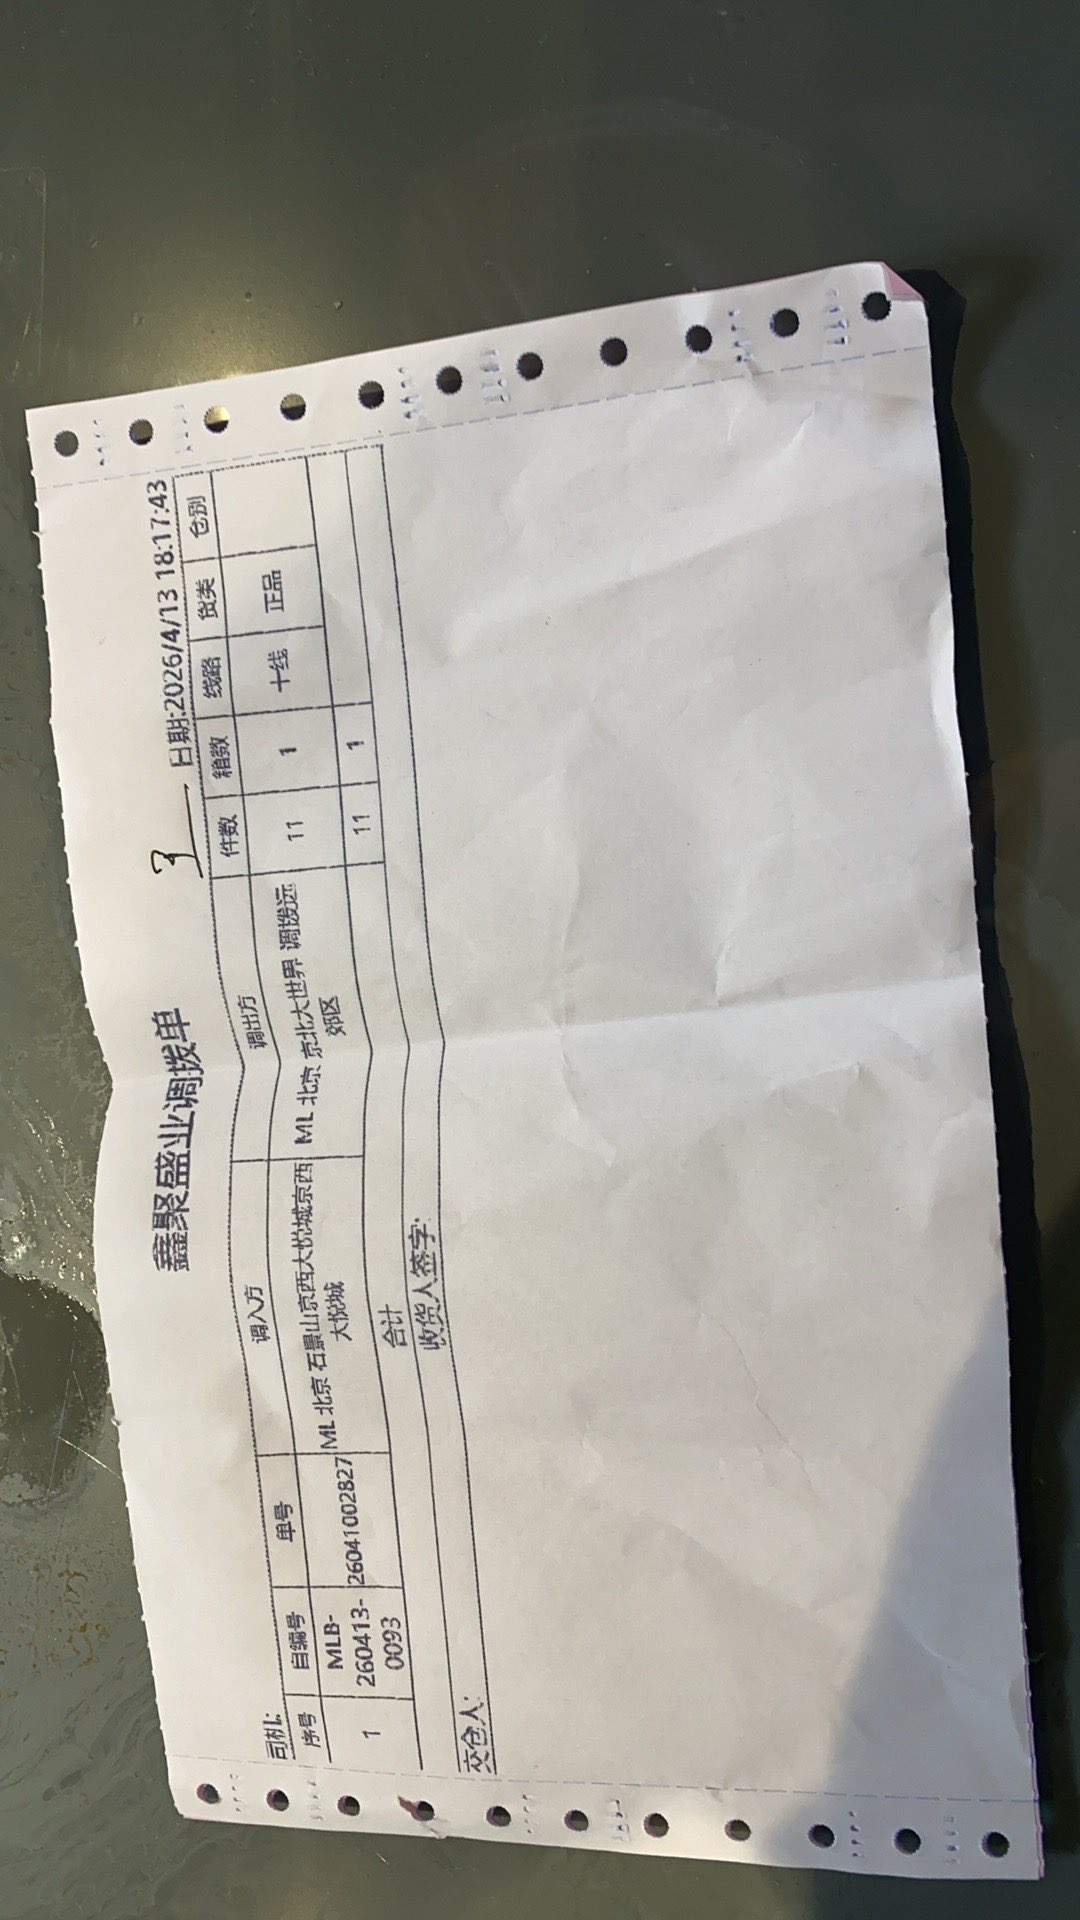 鑫聚盛业调拨单
3
司机: 日期:2026/4/13 18:17:43
序号 自编号 单号 调入方 调出方 件数 箱数 线路 货类 仓别
1 MLB-260413-0093 26041002827 ML 北京 石景山京西大悦城京西大悦城 ML 北京 京北大世界 调拨远郊区 11 1 十线 正品
合计 11 1
收货人签字:
交仓人: